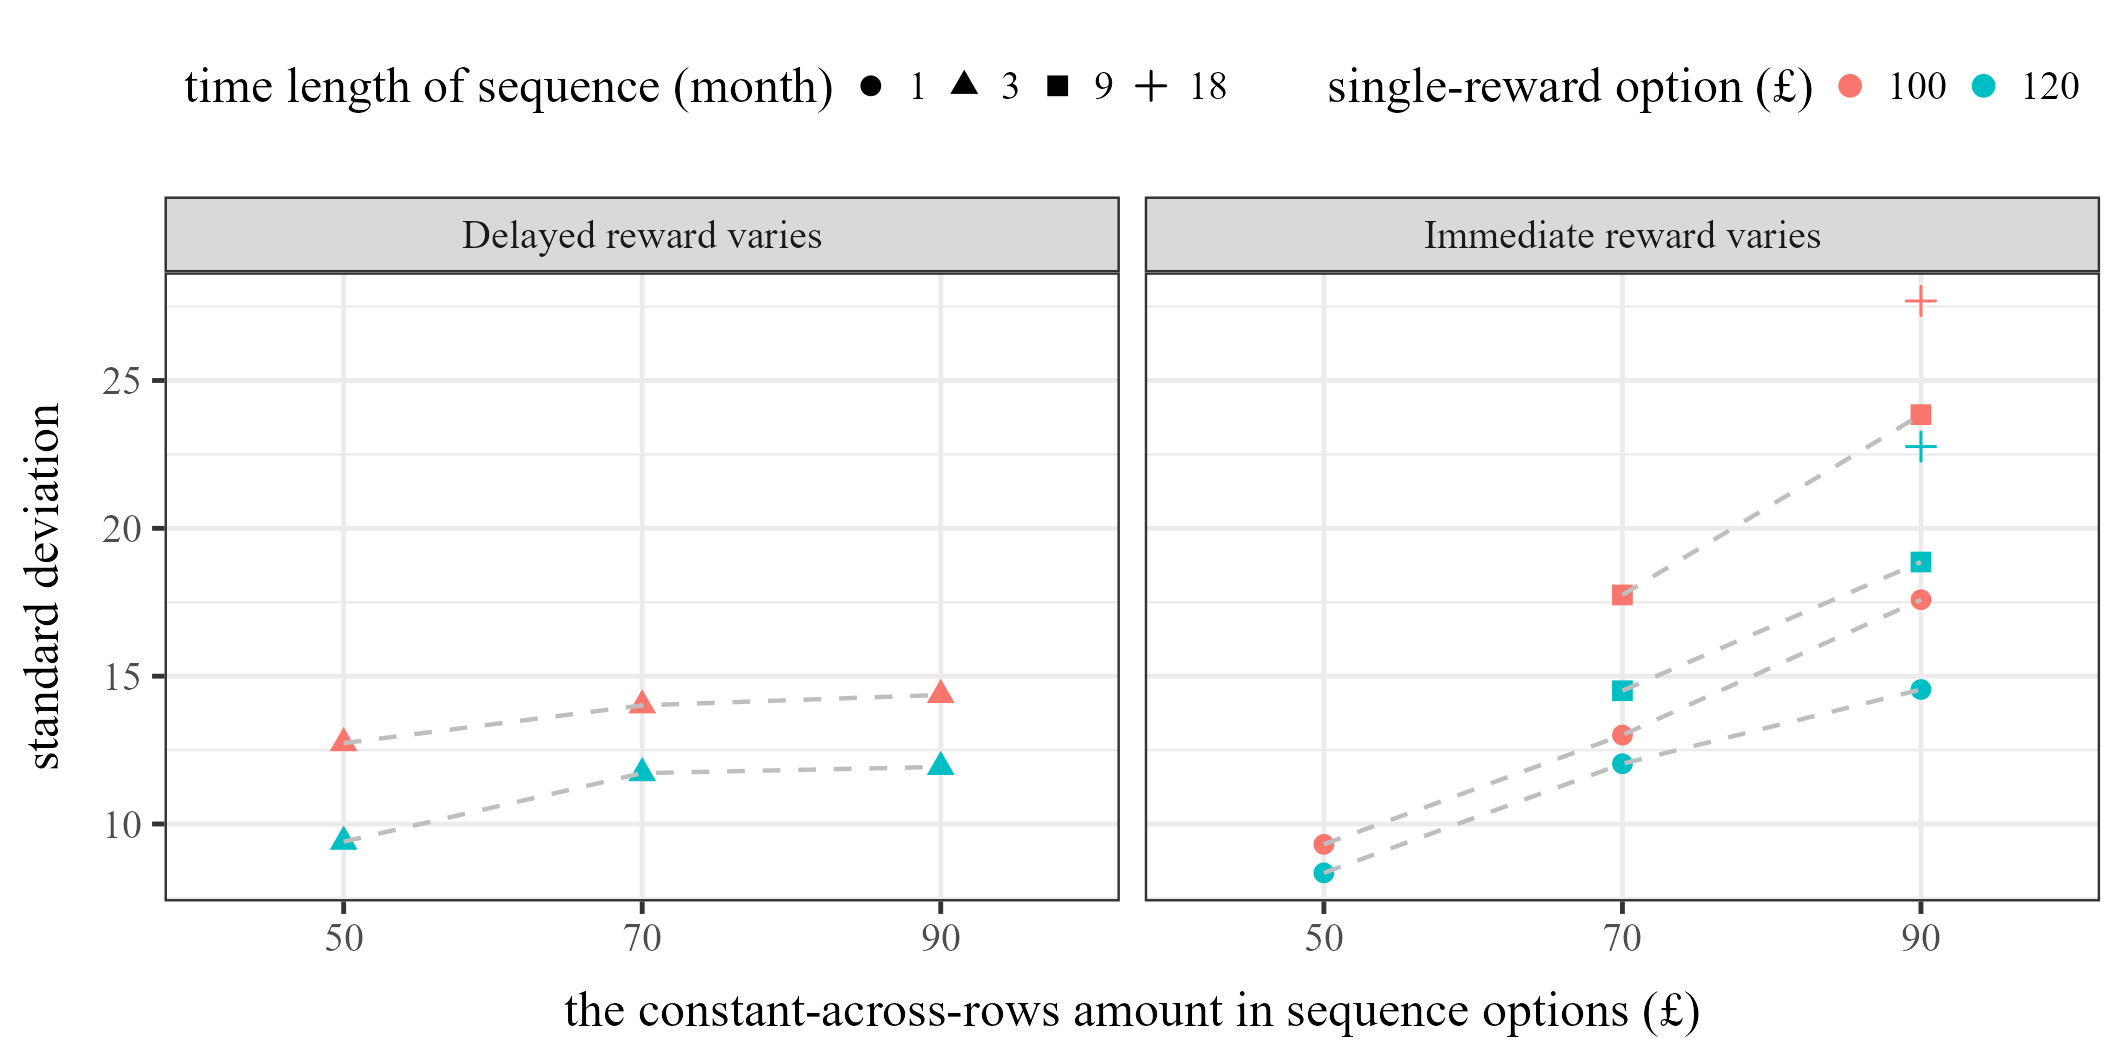 time length of sequence (month) 1 3 9 18 single-reward option (£) 100 120
Delayed reward varies Immediate reward varies
standard deviation
25
20
15
10
50 70 90 50 70 90
the constant-across-rows amount in sequence options (£)